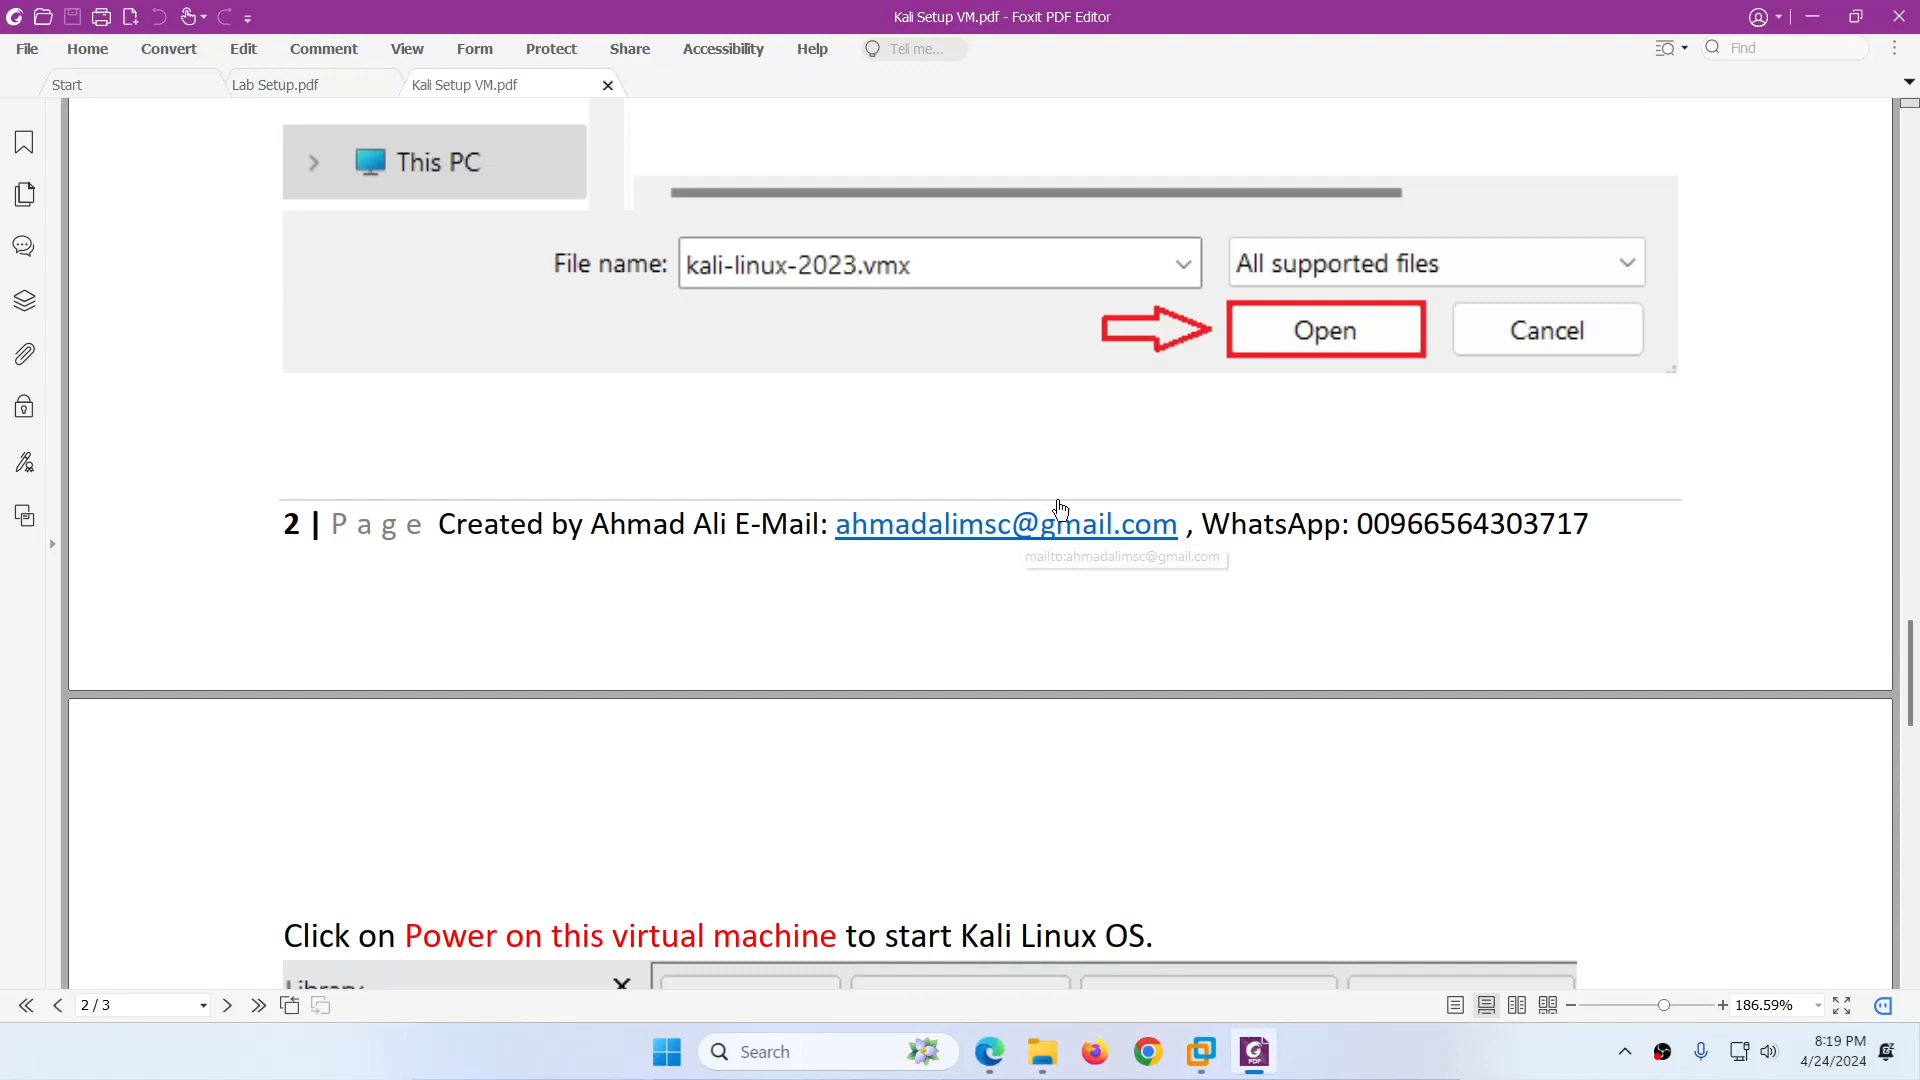 Kali Setup VM.pdf - Foxit PDF Editor
File Home Convert Edit Comment View Form Protect Share Accessibility Help Tell me... Find
Start Lab Setup.pdf Kali Setup VM.pdf
This PC
File name: kali-linux-2023.vmx All supported files
Open Cancel
2 | P a g e Created by Ahmad Ali E-Mail: ahmadalimsc@gmail.com , WhatsApp: 00966564303717
mailto:ahmadalimsc@gmail.com
Click on Power on this virtual machine to start Kali Linux OS.
Library
2 / 3 186.59%
Search
8:19 PM
4/24/2024